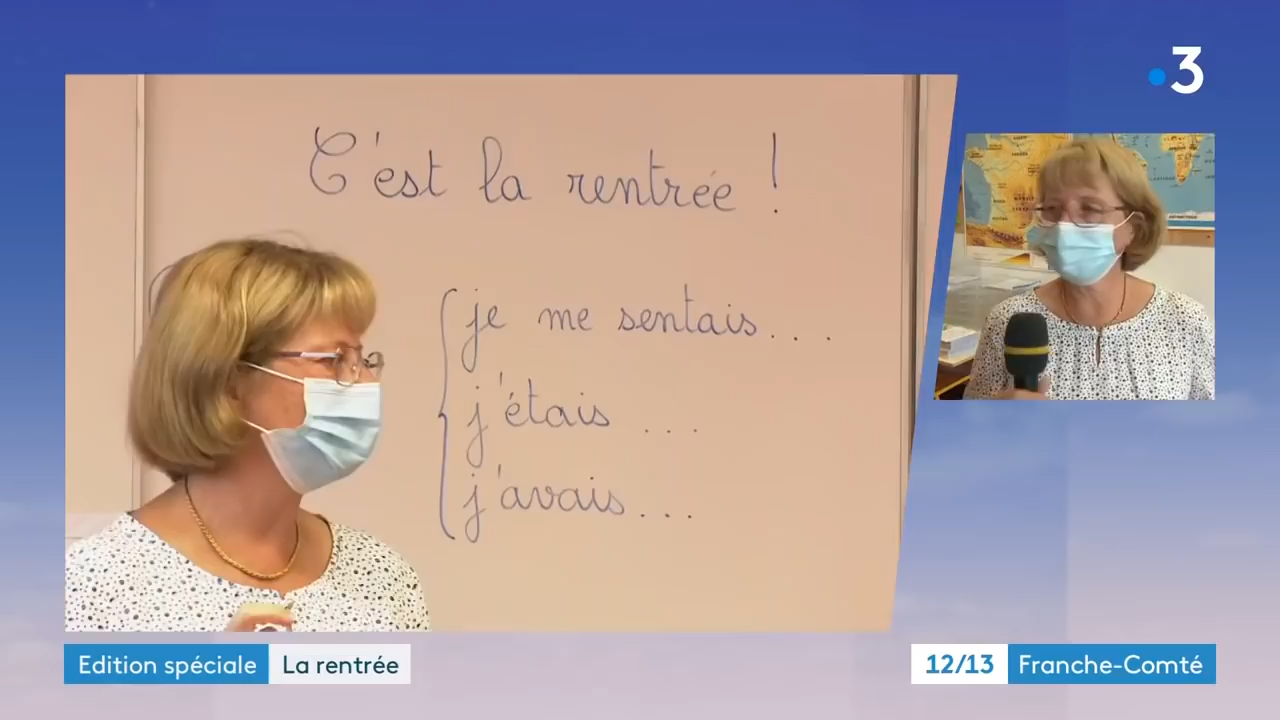 3
C'est la rentrée !
je me sentais...
j'étais ...
j'avais...
Edition spéciale La rentrée
12/13 Franche-Comté